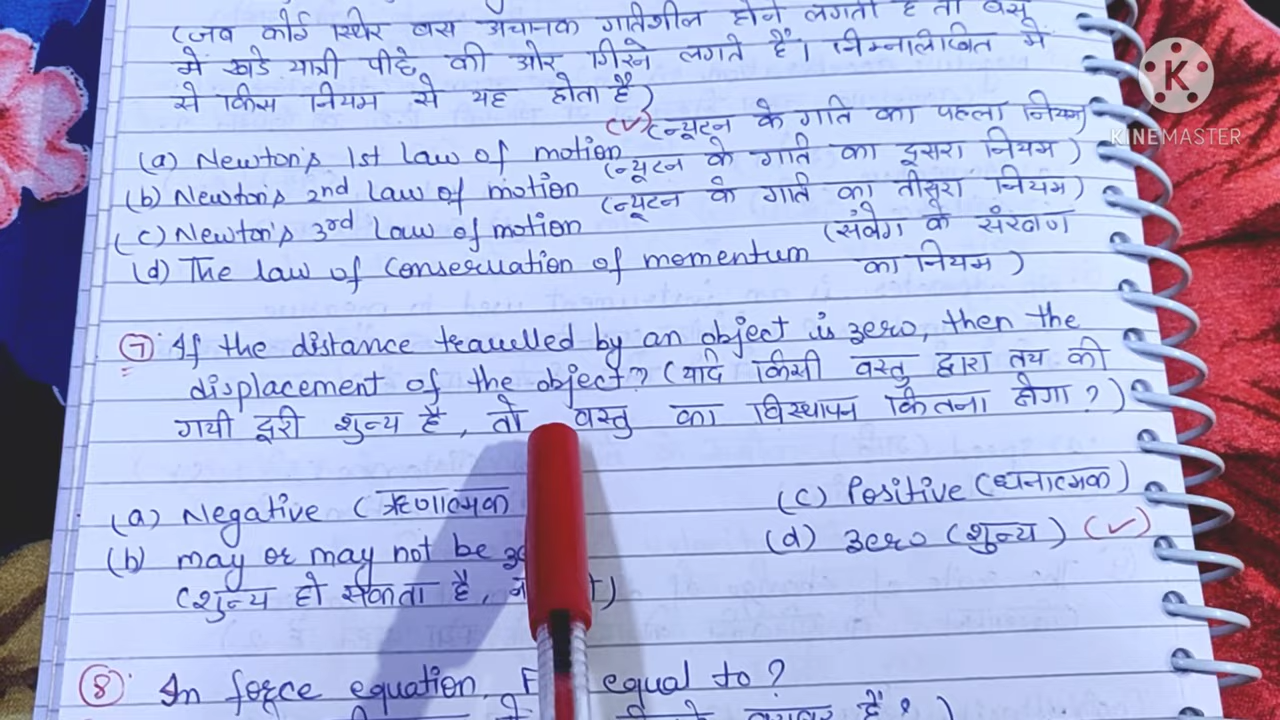 (जब कोई स्थिर बस अचानक गतिशील होने लगती है तो बस
में खडे यात्री पीछे की ओर गिरने लगते हैं। निम्नलिखित में
से किस नियम से यह होता है)
(a) Newton's 1st law of motion (✓) (न्यूटन के गति का पहला नियम)
(b) Newton's 2nd law of motion (न्यूटन के गति का दूसरा नियम)
(c) Newton's 3rd law of motion (न्यूटन के गति का तीसरा नियम)
(d) The law of conservation of momentum (संवेग के संरक्षण
का नियम)
K
KINEMASTER
(7) If the distance travelled by an object is zero, then the
displacement of the object? (यदि किसी वस्तु द्वारा तय की
गयी दूरी शुन्य है, तो वस्तु का विस्थापन कितना होगा?)
(a) Negative (ऋणात्मक
(b) may or may not be
(शुन्य हो सकता है,
(c) Positive (धनात्मक)
(d) zero (शुन्य) (✓)
(8) In force equation, F equal to?
बराबर है?)